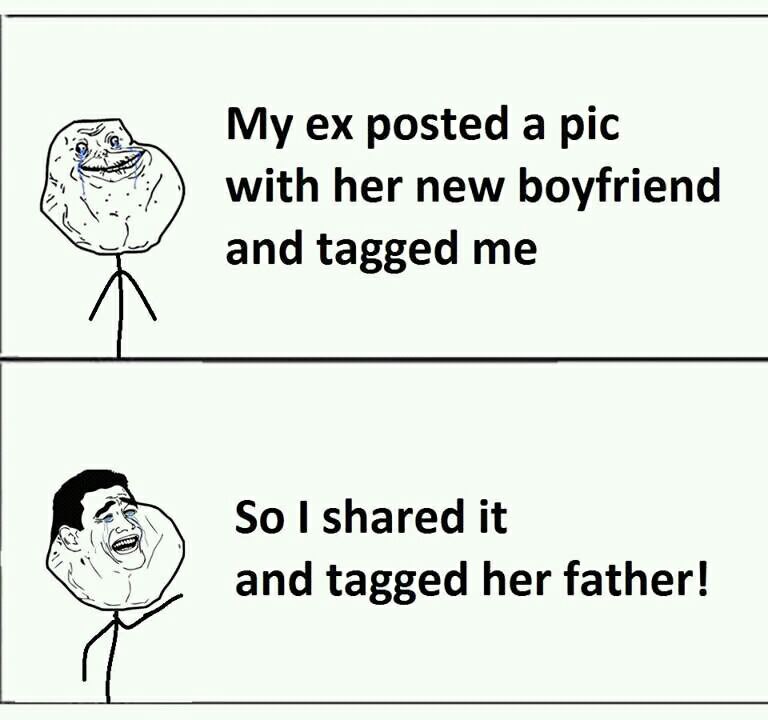 My ex posted a pic
with her new boyfriend
and tagged me
So I shared it
and tagged her father!